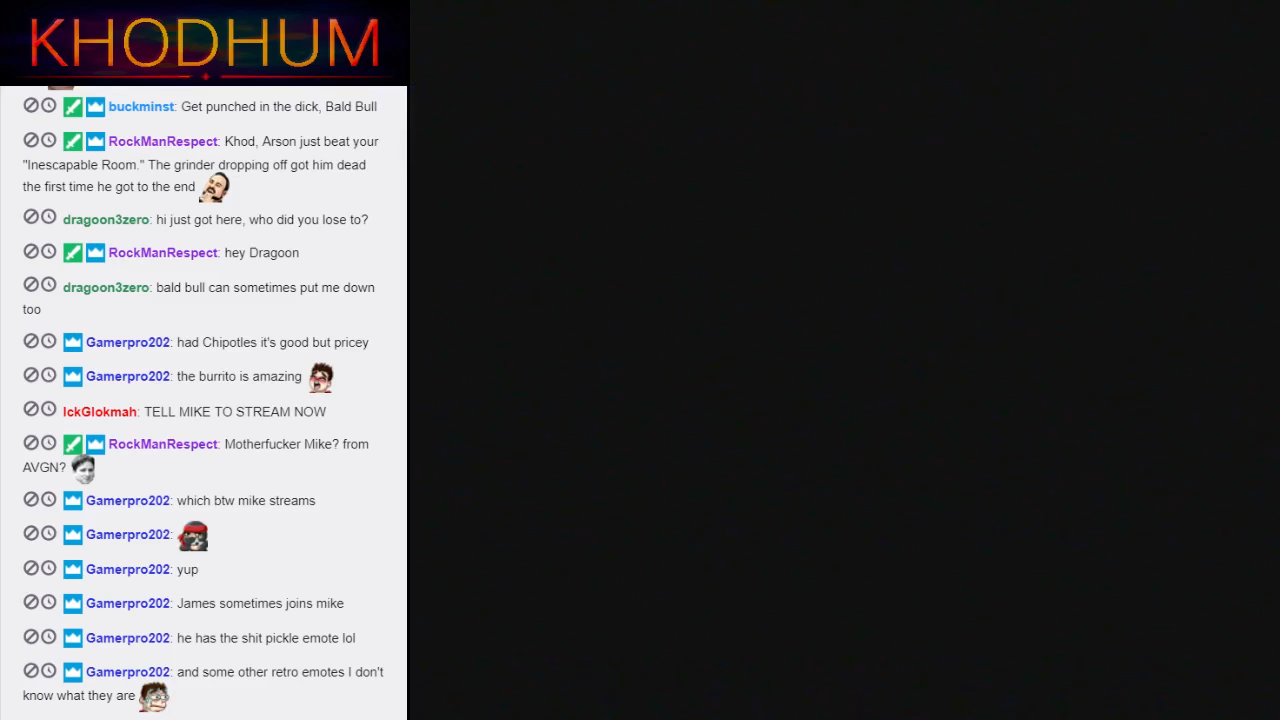 KHODHUM
buckminst: Get punched in the dick, Bald Bull
RockManRespect: Khod, Arson just beat your
"Inescapable Room." The grinder dropping off got him dead
the first time he got to the end
dragoon3zero: hi just got here, who did you lose to?
RockManRespect: hey Dragoon
dragoon3zero: bald bull can sometimes put me down
too
Gamerpro202: had Chipotles it's good but pricey
Gamerpro202: the burrito is amazing
IckGlokmah: TELL MIKE TO STREAM NOW
RockManRespect: Motherfucker Mike? from
AVGN?
Gamerpro202: which btw mike streams
Gamerpro202:
Gamerpro202: yup
Gamerpro202: James sometimes joins mike
Gamerpro202: he has the shit pickle emote lol
Gamerpro202: and some other retro emotes I don't
know what they are